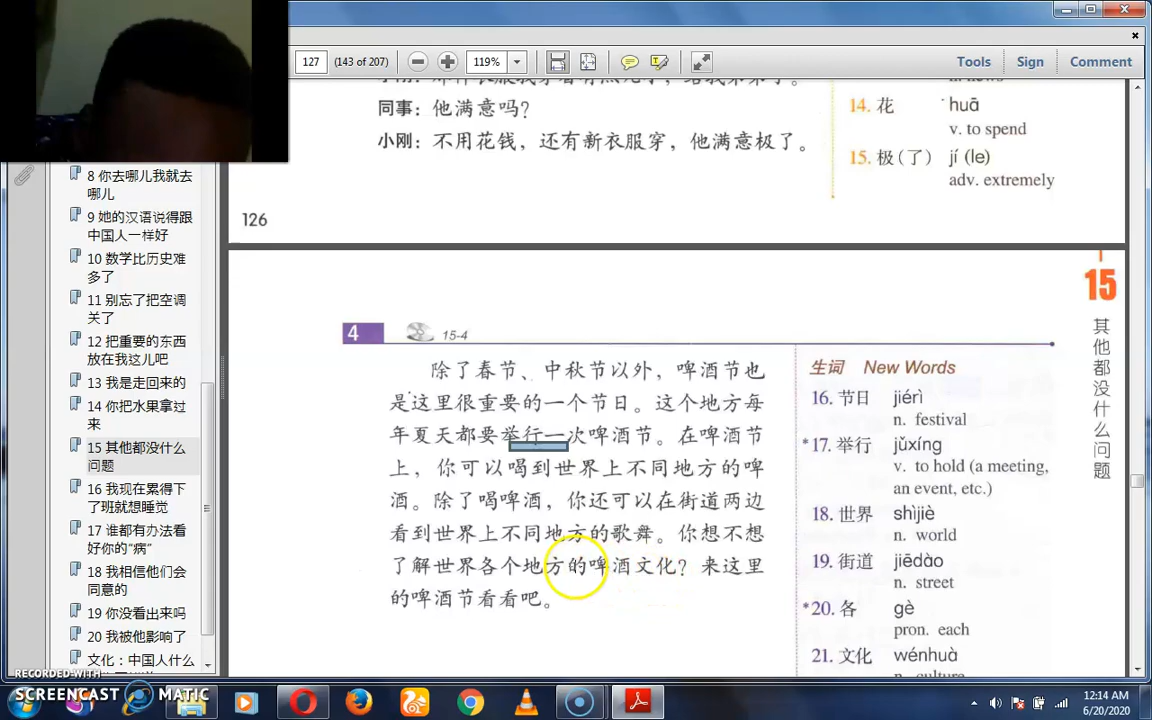 127
(143 of 207)
119%
Tools
Sign
Comment
8 你去哪儿我就去
哪儿
9 她的汉语说得跟
中国人一样好
10 数学比历史难
多了
11 别忘了把空调
关了
12 把重要的东西
放在我这儿吧
13 我是走回来的
14 你把水果拿过
来
15 其他都没什么
问题
16 我现在累得下
了班就想睡觉
17 谁都有办法看
好你的“病”
18 我相信他们会
同意的
19 你没看出来吗
20 我被他影响了
文化：中国人什么
同事：他满意吗？
小刚：不用花钱，还有新衣服穿，他满意极了。
14. 花 huā
v. to spend
15. 极（了） jí (le)
adv. extremely
126
15
其他都没什么问题
4
15-4
除了春节、中秋节以外，啤酒节也
是这里很重要的一个节日。这个地方每
年夏天都要举行一次啤酒节。在啤酒节
上，你可以喝到世界上不同地方的啤
酒。除了喝啤酒，你还可以在街道两边
看到世界上不同地方的歌舞。你想不想
了解世界各个地方的啤酒文化？来这里
的啤酒节看看吧。
生词 New Words
16. 节日 jiérì
n. festival
*17. 举行 jǔxíng
v. to hold (a meeting,
an event, etc.)
18. 世界 shìjiè
n. world
19. 街道 jiēdào
n. street
*20. 各 gè
pron. each
21. 文化 wénhuà
n. culture
RECORDED WITH
SCREENCAST MATIC
12:14 AM
6/20/2020